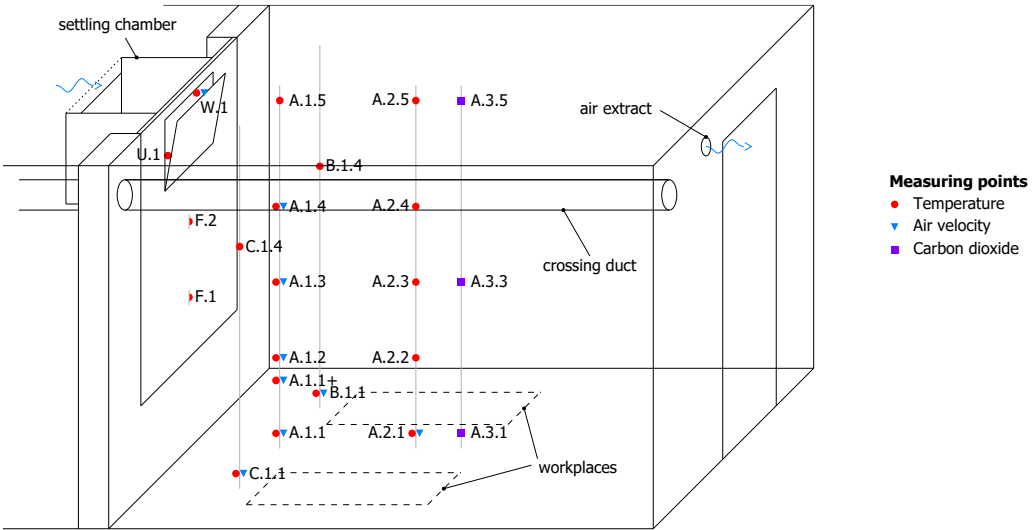 settling chamber
W.1
A.1.5
A.2.5
A.3.5
air extract
U.1
B.1.4
Measuring points
Temperature
Air velocity
Carbon dioxide
A.1.4
A.2.4
F.2
C.1.4
crossing duct
A.1.3
A.2.3
A.3.3
F.1
A.1.2
A.2.2
A.1.1+
B.1.1
A.1.1
A.2.1
A.3.1
workplaces
C.1.1